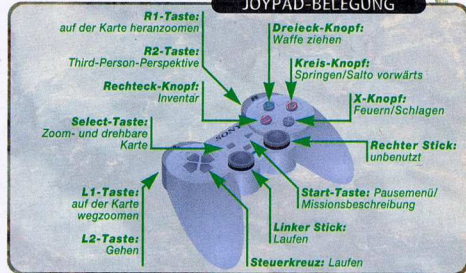 JOYPAD-BELEGUNG
R1-Taste:
auf der Karte heranzoomen
R2-Taste:
Third-Person-Perspektive
Rechteck-Knopf:
Inventar
Select-Taste:
Zoom- und drehbare
Karte
L1-Taste:
auf der Karte
wegzoomen
L2-Taste:
Gehen
Dreieck-Knopf:
Waffe ziehen
Kreis-Knopf:
Springen/Salto vorwärts
X-Knopf:
Feuern/Schlagen
Rechter Stick:
unbenutzt
Start-Taste: Pausemenü/
Missionsbeschreibung
Linker Stick:
Laufen
Steuerkreuz: Laufen
SONY